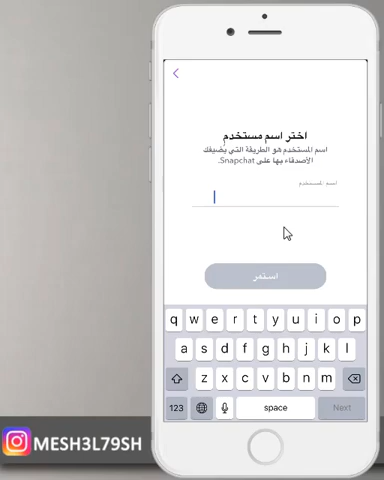 اختر اسم مستخدم
اسم المستخدم هو الطريقة التي يضيفك
الأصدقاء بها على Snapchat.
اسم المستخدم
استمر
q w e r t y u i o p
a s d f g h j k l
z x c v b n m
123 space Next
MESH3L79SH